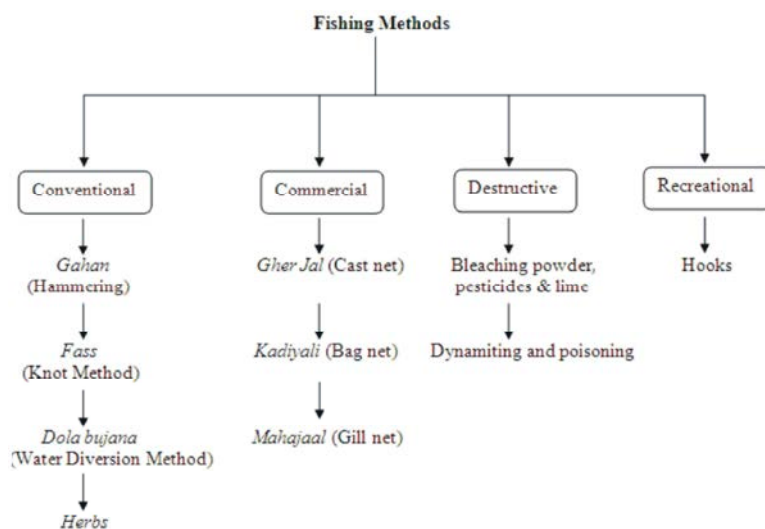 Fishing Methods
Conventional
Commercial
Destructive
Recreational
Gahan
(Hammering)
Fass
(Knot Method)
Dola bujana
(Water Diversion Method)
Herbs
Gher Jal (Cast net)
Kadiyali (Bag net)
Mahajaal (Gill net)
Bleaching powder,
pesticides & lime
Dynamiting and poisoning
Hooks